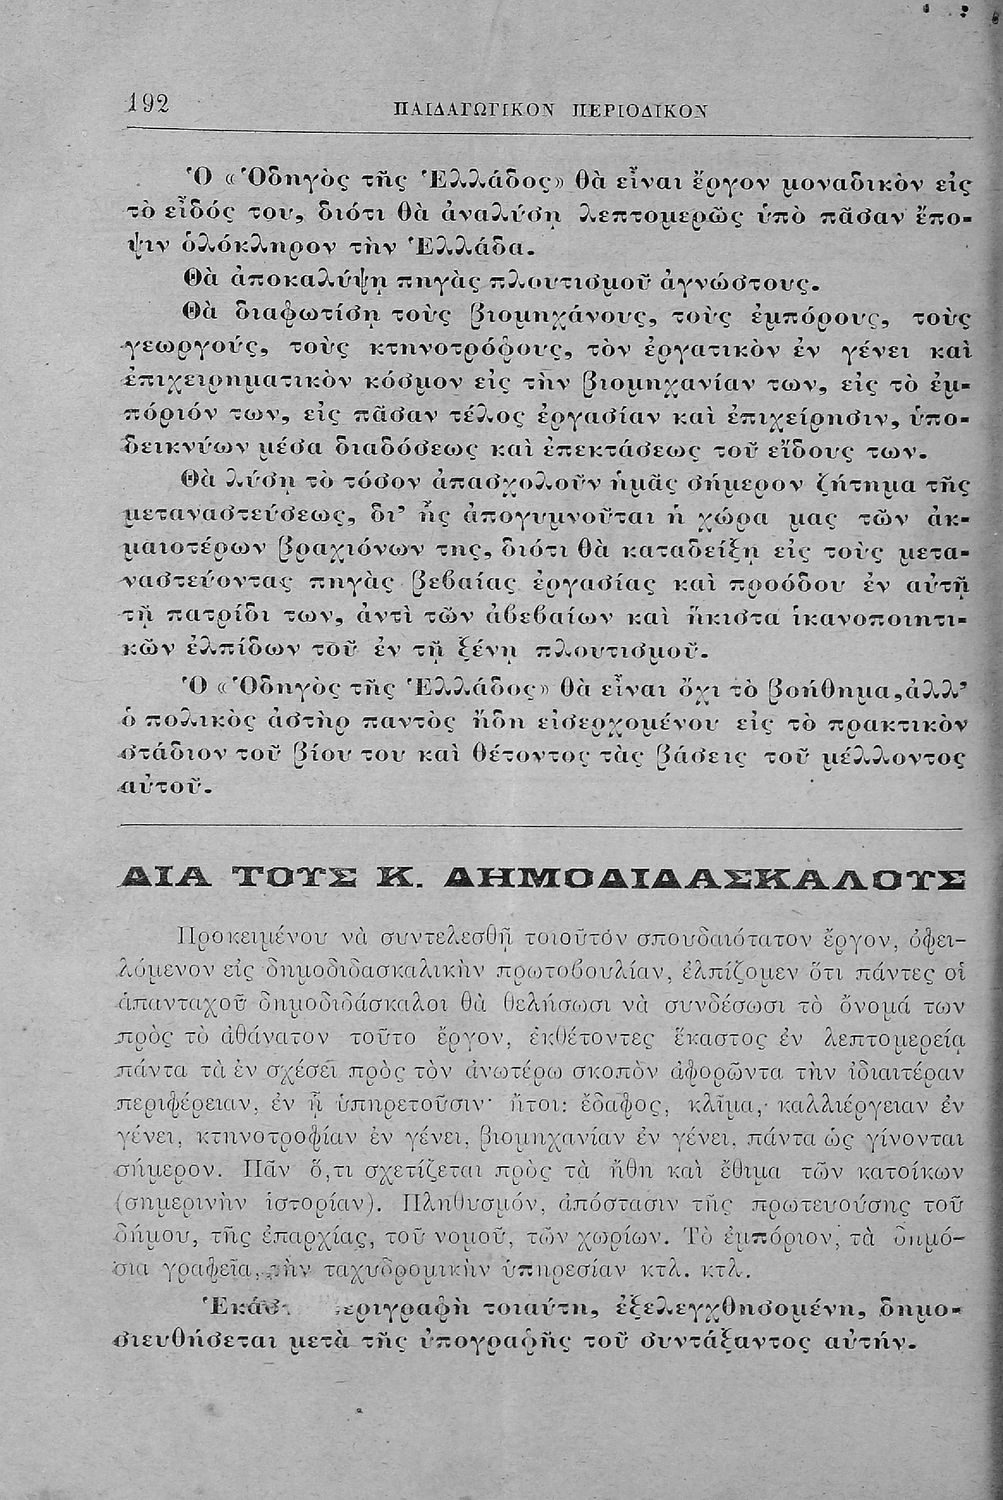 192
ΠΑΙΔΑΓΩΓΙΚΟΝ ΠΕΡΙΟΔΙΚΟΝ
Ὁ «Ὁδηγὸς τῆς Ἑλλάδος» θὰ εἶναι ἔργον μοναδικὸν εἰς
τὸ εἶδός του, διότι θὰ ἀναλύσῃ λεπτομερῶς ὑπὸ πᾶσαν ἔπο-
ψιν ὁλόκληρον τὴν Ἑλλάδα.
Θὰ ἀποκαλύψῃ πηγὰς πλουτισμοῦ ἀγνώστους.
Θὰ διαφωτίσῃ τοὺς βιομηχάνους, τοὺς ἐμπόρους, τοὺς
γεωργούς, τοὺς κτηνοτρόφους, τὸν ἐργατικὸν ἐν γένει καὶ
ἐπιχειρηματικὸν κόσμον εἰς τὴν βιομηχανίαν των, εἰς τὸ ἐμ-
πόριόν των, εἰς πᾶσαν τέλος ἐργασίαν καὶ ἐπιχείρησιν, ὑπο-
δεικνύων μέσα διαδόσεως καὶ ἐπεκτάσεως τοῦ εἴδους των.
Θὰ λύσῃ τὸ τόσον ἀπασχολοῦν ἡμᾶς σήμερον ζήτημα τῆς
μεταναστεύσεως, δι’ ἧς ἀπογυμνοῦται ἡ χώρα μας τῶν ἀκ-
μαιοτέρων βραχιόνων της, διότι θὰ καταδείξῃ εἰς τοὺς μετα-
ναστεύοντας πηγὰς βεβαίας ἐργασίας καὶ προόδου ἐν αὐτῇ
τῇ πατρίδι των, ἀντὶ τῶν ἀβεβαίων καὶ ἥκιστα ἱκανοποιητι-
κῶν ἐλπίδων τοῦ ἐν τῇ ξένῃ πλουτισμοῦ.
Ὁ «Ὁδηγὸς τῆς Ἑλλάδος» θὰ εἶναι ὄχι τὸ βοήθημα, ἀλλ’
ὁ πολικὸς ἀστὴρ παντὸς ἤδη εἰσερχομένου εἰς τὸ πρακτικὸν
στάδιον τοῦ βίου του καὶ θέτοντος τὰς βάσεις τοῦ μέλλοντος
αὐτοῦ.
ΔΙΑ ΤΟΥΣ Κ. ΔΗΜΟΔΙΔΑΣΚΑΛΟΥΣ
Προκειμένου νὰ συντελεσθῇ τοιοῦτόν σπουδαιότατον ἔργον, ὀφει-
λόμενον εἰς δημοδιδασκαλικὴν πρωτοβουλίαν, ἐλπίζομεν ὅτι πάντες οἱ
ἁπανταχοῦ δημοδιδάσκαλοι θὰ θελήσωσι νὰ συνδέσωσι τὸ ὄνομά των
πρὸς τὸ ἀθάνατον τοῦτο ἔργον, ἐκθέτοντες ἕκαστος ἐν λεπτομερείᾳ
πάντα τὰ ἐν σχέσει πρὸς τὸν ἀνωτέρω σκοπὸν ἀφορῶντα τὴν ἰδιαιτέραν
περιφέρειαν, ἐν ᾗ ὑπηρετοῦσιν· ἤτοι: ἔδαφος, κλῖμα, καλλιέργειαν ἐν
γένει, κτηνοτροφίαν ἐν γένει, βιομηχανίαν ἐν γένει, πάντα ὡς γίνονται
σήμερον. Πᾶν ὅ,τι σχετίζεται πρὸς τὰ ἤθη καὶ ἔθιμα τῶν κατοίκων
(σημερινὴν ἱστορίαν). Πληθυσμόν, ἀπόστασιν τῆς πρωτευούσης τοῦ
δήμου, τῆς ἐπαρχίας, τοῦ νομοῦ, τῶν χωρίων. Τὸ ἐμπόριον, τὰ δημό-
σια γραφεῖα, τὴν ταχυδρομικὴν ὑπηρεσίαν κτλ. κτλ.
τοιαύτη, ἐξελεγχθησομένη, δημο-
σιευθήσεται μετὰ τῆς ὑπογραφῆς τοῦ συντάξαντος αὐτήν.